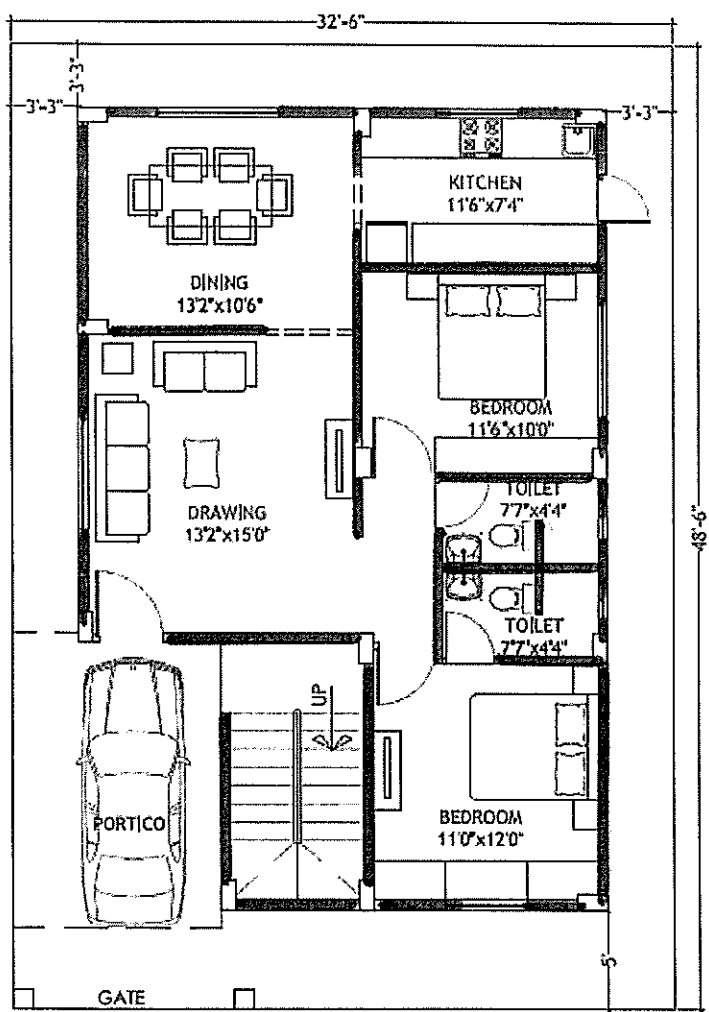 32'-6"
3'-3"
3'-3"
3'-3"
KITCHEN
11'6"x7'4"
DINING
13'2"x10'6"
BEDROOM
11'6"x10'0"
TOILET
7'7"x4'4"
DRAWING
13'2"x15'0"
48'-6"
TOILET
7'7"x4'4"
UP
PORTICO
BEDROOM
11'0"x12'0"
5'
GATE